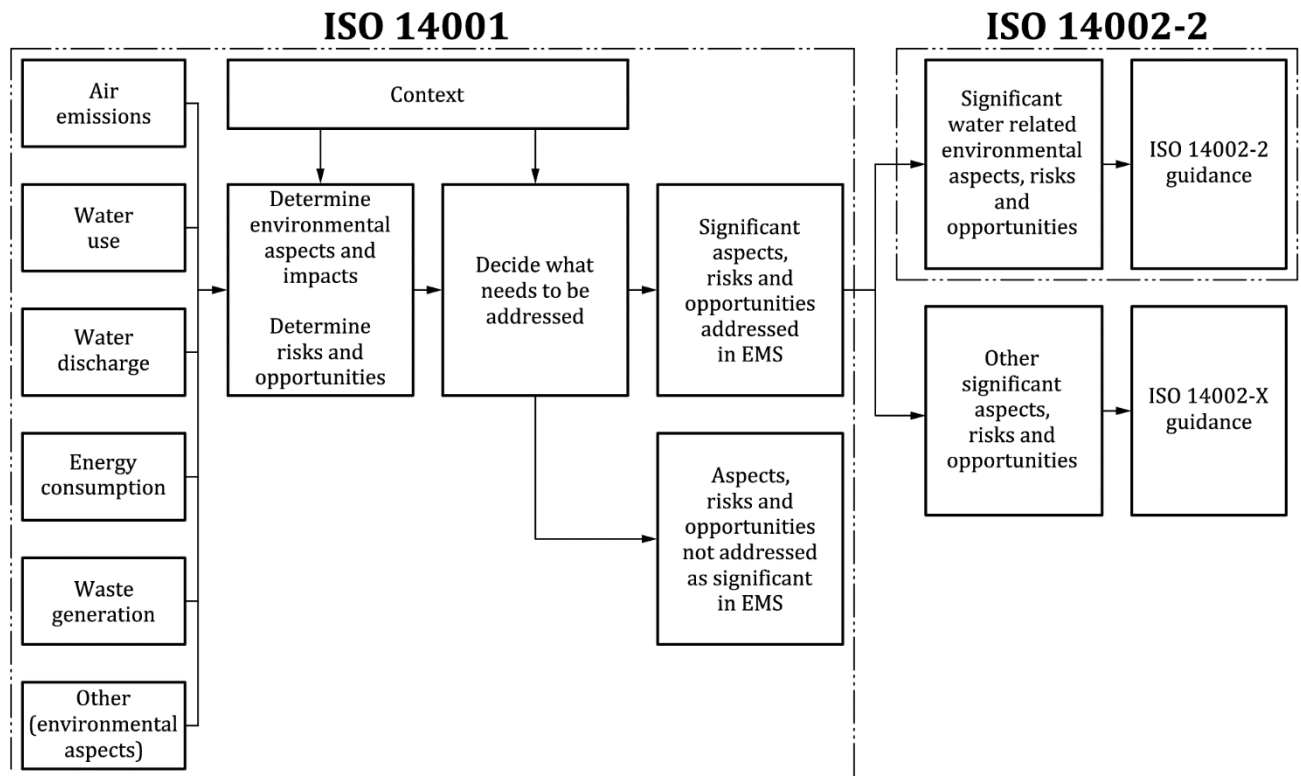 ISO 14001
ISO 14002-2
Air
emissions
Water
use
Water
discharge
Energy
consumption
Waste
generation
Other
(environmental
aspects)
Context
Determine
environmental
aspects and
impacts
Determine
risks and
opportunities
Decide what
needs to be
addressed
Significant
aspects,
risks and
opportunities
addressed
in EMS
Aspects,
risks and
opportunities
not addressed
as significant
in EMS
Significant
water related
environmental
aspects, risks
and
opportunities
ISO 14002-2
guidance
Other
significant
aspects,
risks and
opportunities
ISO 14002-X
guidance